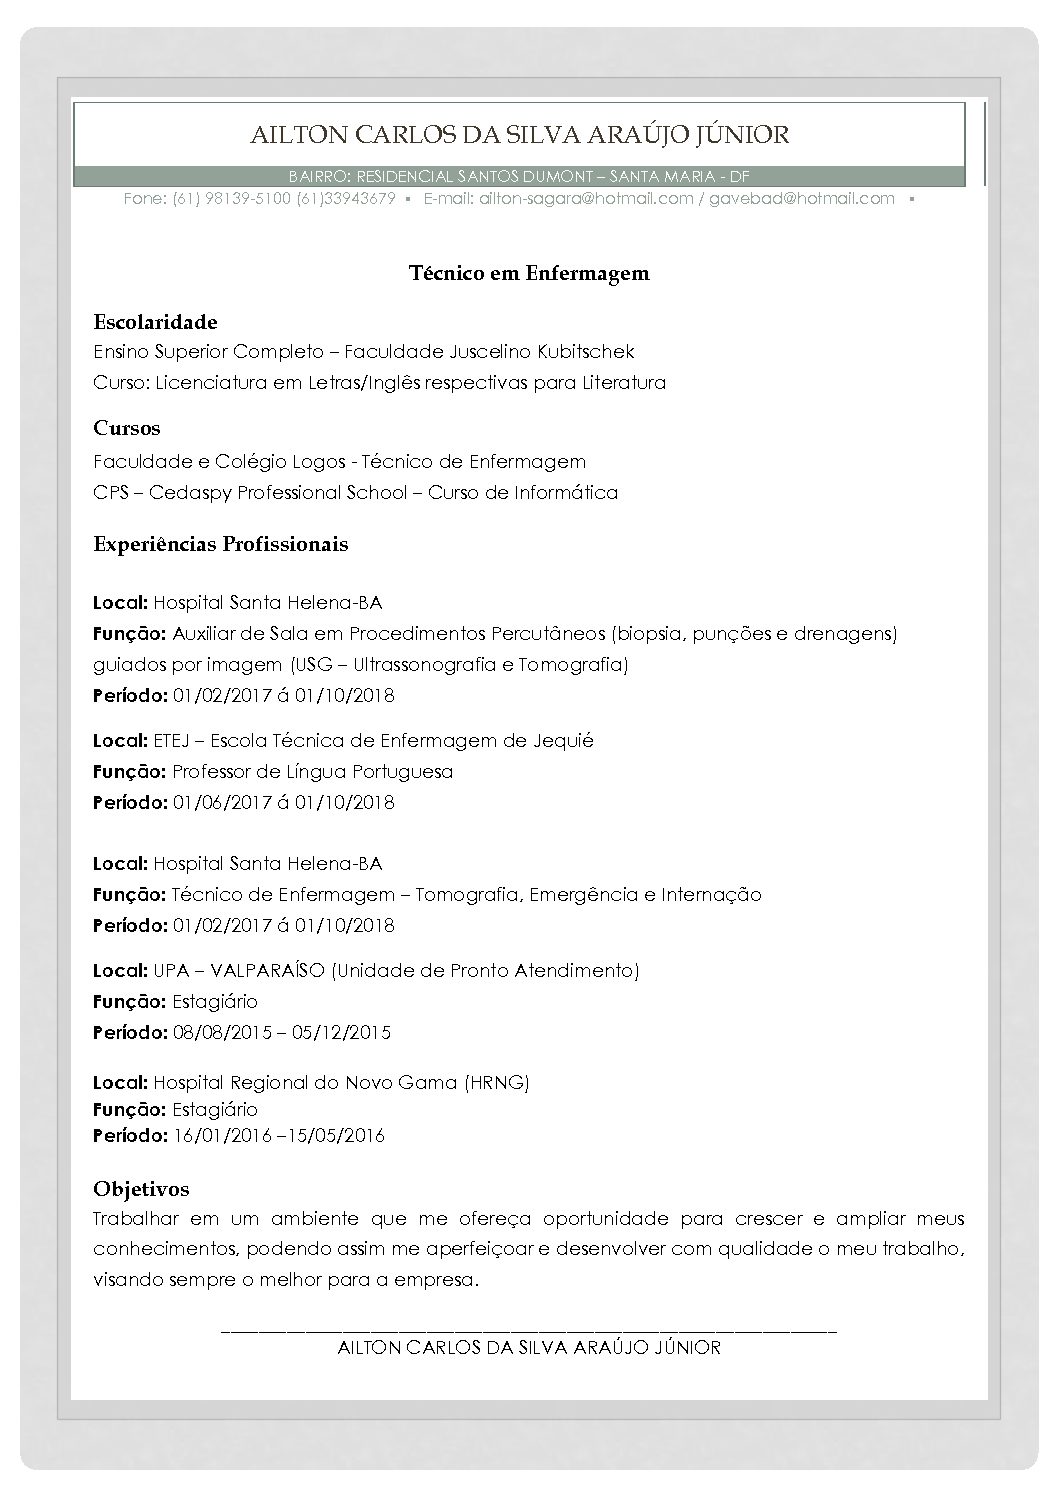 AILTON CARLOS DA SILVA ARAÚJO JÚNIOR
BAIRRO: RESIDENCIAL SANTOS DUMONT – SANTA MARIA - DF
Fone: (61) 98139-5100 (61)33943679 ▪ E-mail: ailton-sagara@hotmail.com / gavebad@hotmail.com ▪
Técnico em Enfermagem
Escolaridade
Ensino Superior Completo – Faculdade Juscelino Kubitschek
Curso: Licenciatura em Letras/Inglês respectivas para Literatura
Cursos
Faculdade e Colégio Logos - Técnico de Enfermagem
CPS – Cedaspy Professional School – Curso de Informática
Experiências Profissionais
Local: Hospital Santa Helena-BA
Função: Auxiliar de Sala em Procedimentos Percutâneos (biopsia, punções e drenagens)
guiados por imagem (USG – Ultrassonografia e Tomografia)
Período: 01/02/2017 á 01/10/2018
Local: ETEJ – Escola Técnica de Enfermagem de Jequié
Função: Professor de Língua Portuguesa
Período: 01/06/2017 á 01/10/2018
Local: Hospital Santa Helena-BA
Função: Técnico de Enfermagem – Tomografia, Emergência e Internação
Período: 01/02/2017 á 01/10/2018
Local: UPA – VALPARAÍSO (Unidade de Pronto Atendimento)
Função: Estagiário
Período: 08/08/2015 – 05/12/2015
Local: Hospital Regional do Novo Gama (HRNG)
Função: Estagiário
Período: 16/01/2016 –15/05/2016
Objetivos
Trabalhar em um ambiente que me ofereça oportunidade para crescer e ampliar meus
conhecimentos, podendo assim me aperfeiçoar e desenvolver com qualidade o meu trabalho,
visando sempre o melhor para a empresa.
AILTON CARLOS DA SILVA ARAÚJO JÚNIOR